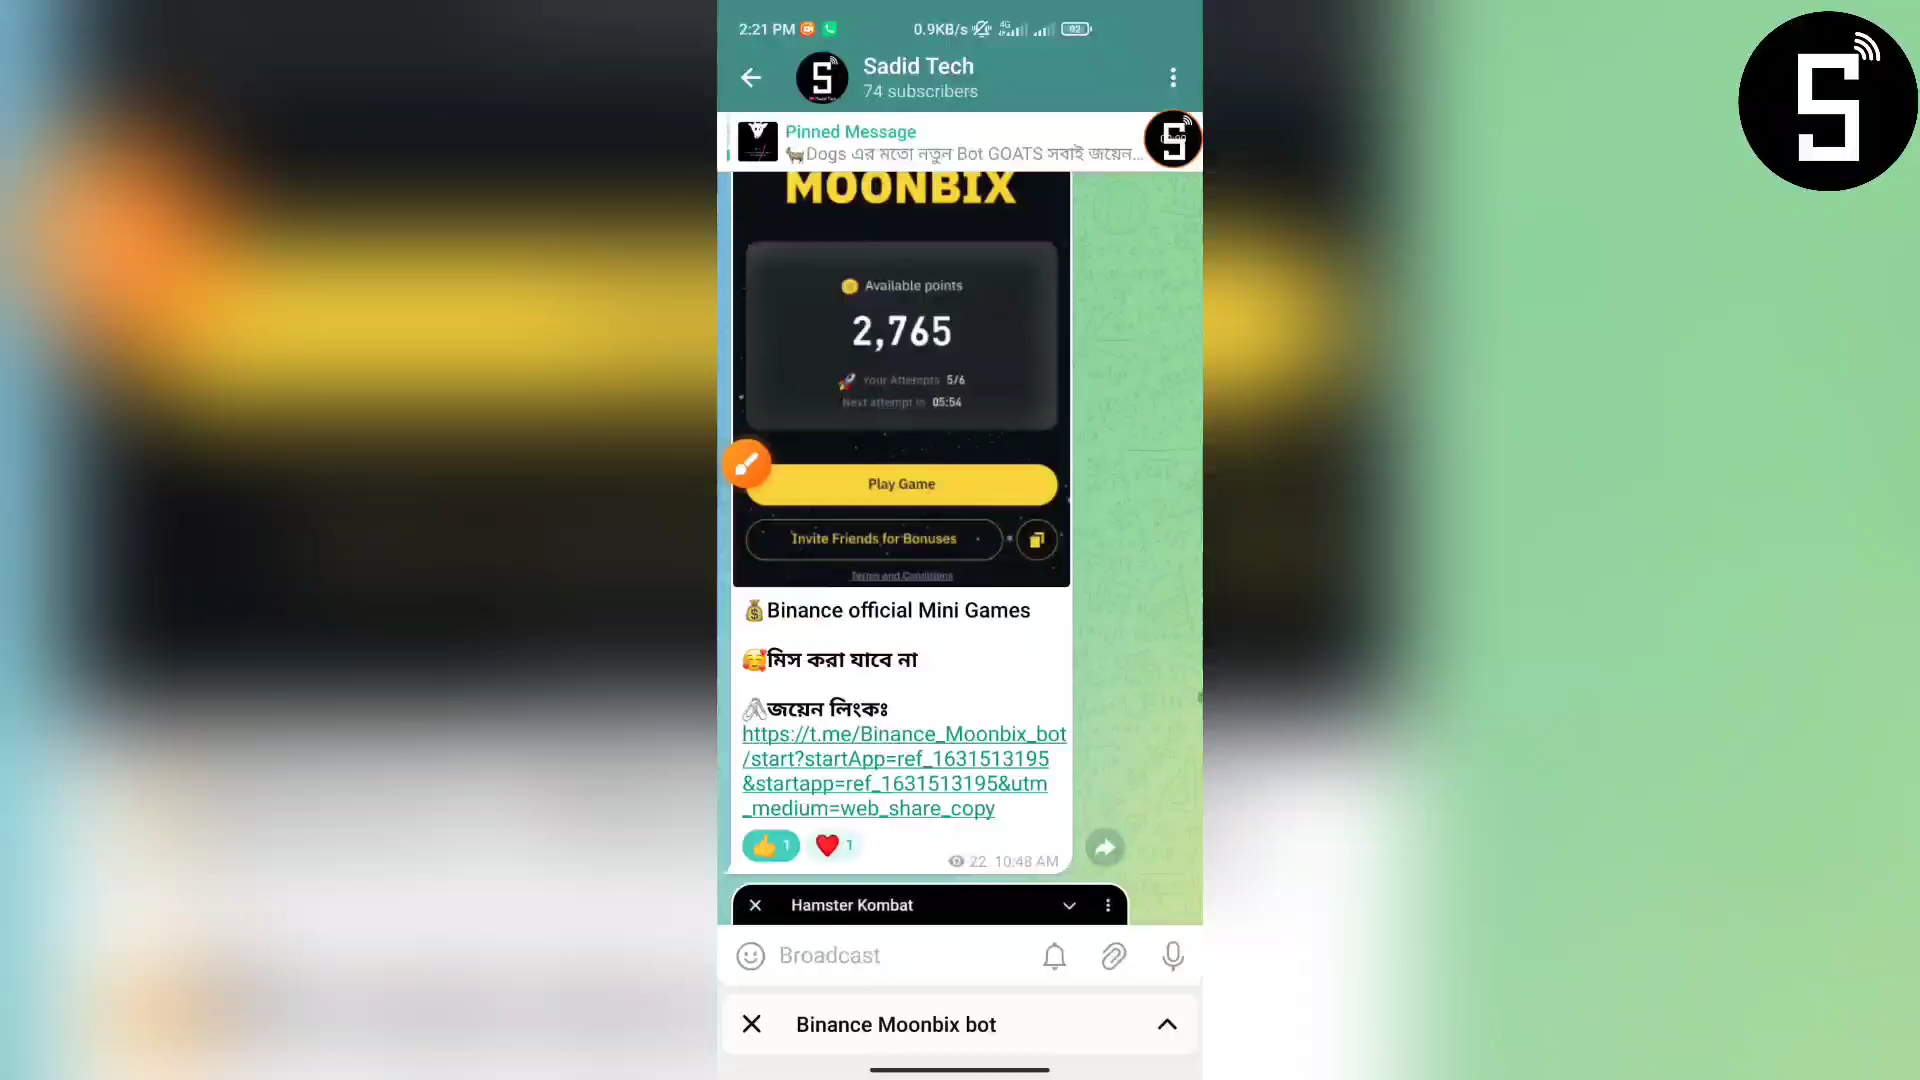 2:21 PM 0.9KB/s 4G 92
Sadid Tech
74 subscribers
Pinned Message
🐐Dogs এর মতো নতুন Bot GOATS সবাই জয়েন...
MOONBIX
Available points
2,765
Your Attempts 5/6
Next attempt in 05:54
Play Game
Invite Friends for Bonuses
Terms and Conditions
💰Binance official Mini Games
🥰মিস করা যাবে না
🖇️জয়েন লিংকঃ
https://t.me/Binance_Moonbix_bot
/start?startApp=ref_1631513195
&startapp=ref_1631513195&utm
_medium=web_share_copy
👍 1 ❤️ 1
22 10:48 AM
Hamster Kombat
Broadcast
Binance Moonbix bot